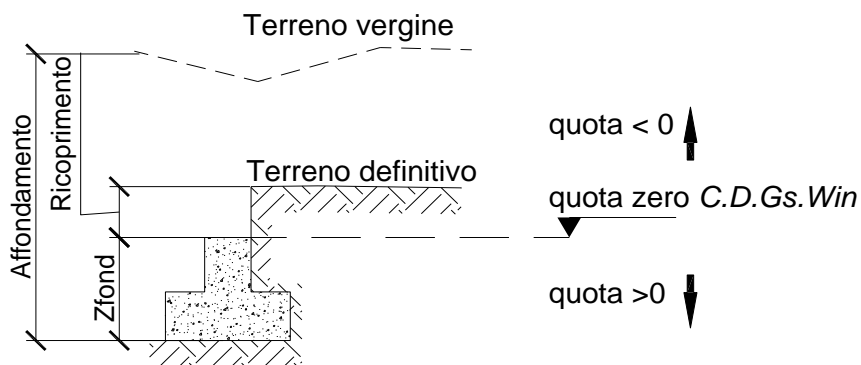 Terreno vergine
Affondamento
Ricoprimento
quota < 0
Terreno definitivo
quota zero C.D.Gs.Win
Zfond
quota >0